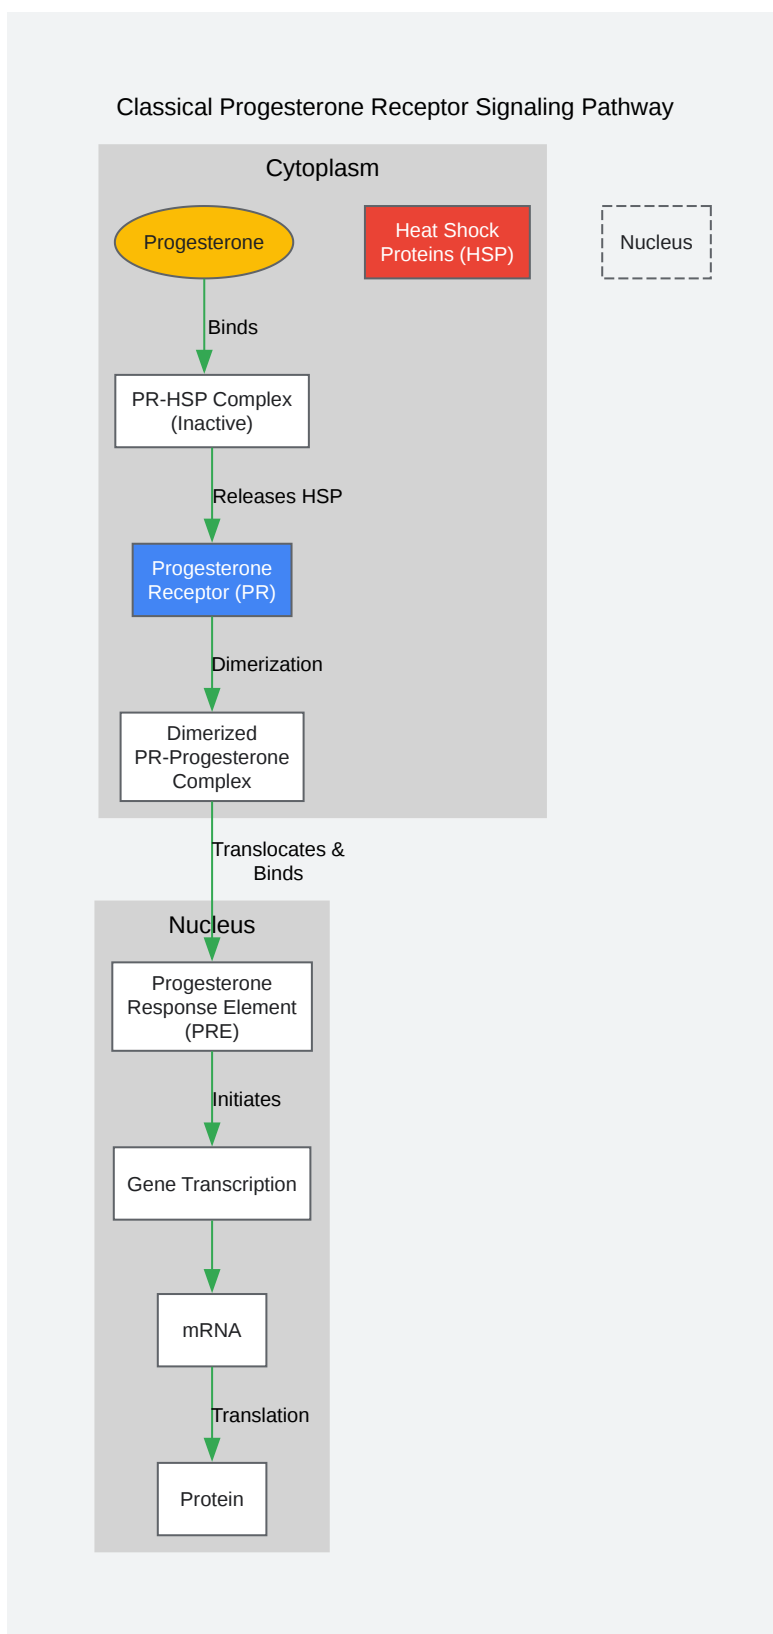 Classical Progesterone Receptor Signaling Pathway
Cytoplasm
Progesterone
Heat Shock
Proteins (HSP)
Nucleus
Binds
PR-HSP Complex
(Inactive)
Releases HSP
Progesterone
Receptor (PR)
Dimerization
Dimerized
PR-Progesterone
Complex
Translocates &
Binds
Nucleus
Progesterone
Response Element
(PRE)
Initiates
Gene Transcription
mRNA
Translation
Protein